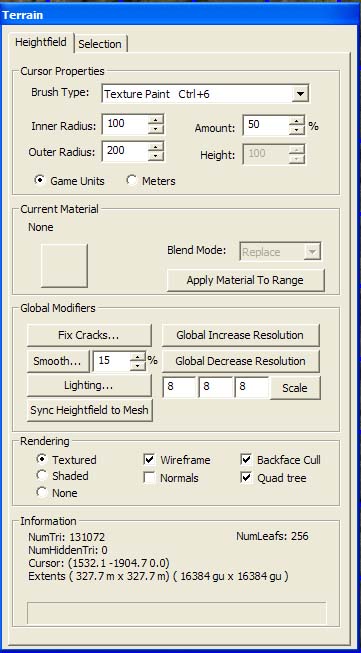 Terrain
Heightfield Selection
Cursor Properties
Brush Type: Texture Paint Ctrl+6
Inner Radius: 100 Amount: 50 %
Outer Radius: 200 Height: 100
Game Units Meters
Current Material
None
Blend Mode: Replace
Apply Material To Range
Global Modifiers
Fix Cracks... Global Increase Resolution
Smooth... 15 % Global Decrease Resolution
Lighting... 8 8 8 Scale
Sync Heightfield to Mesh
Rendering
Textured Wireframe Backface Cull
Shaded Normals Quad tree
None
Information
NumTri: 131072 NumLeafs: 256
NumHiddenTri: 0
Cursor: (1532.1 -1904.7 0.0)
Extents ( 327.7 m x 327.7 m) ( 16384 gu x 16384 gu )